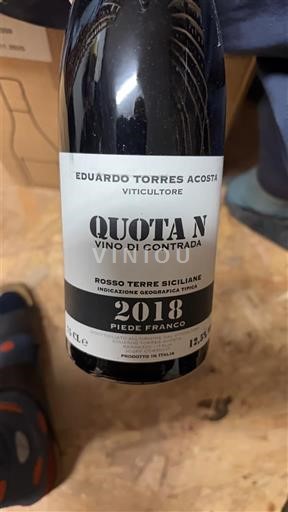 EDUARDO TORRES ACOSTA
VITICULTORE
QUOTA N
VINO DI CONTRADA
VINIOU
ROSSO TERRE SICILIANE
INDICAZIONE GEOGRAFICA TIPICA
2018
PIEDE FRANCO
CL e
12,5%
PRODOTTO IN ITALIA